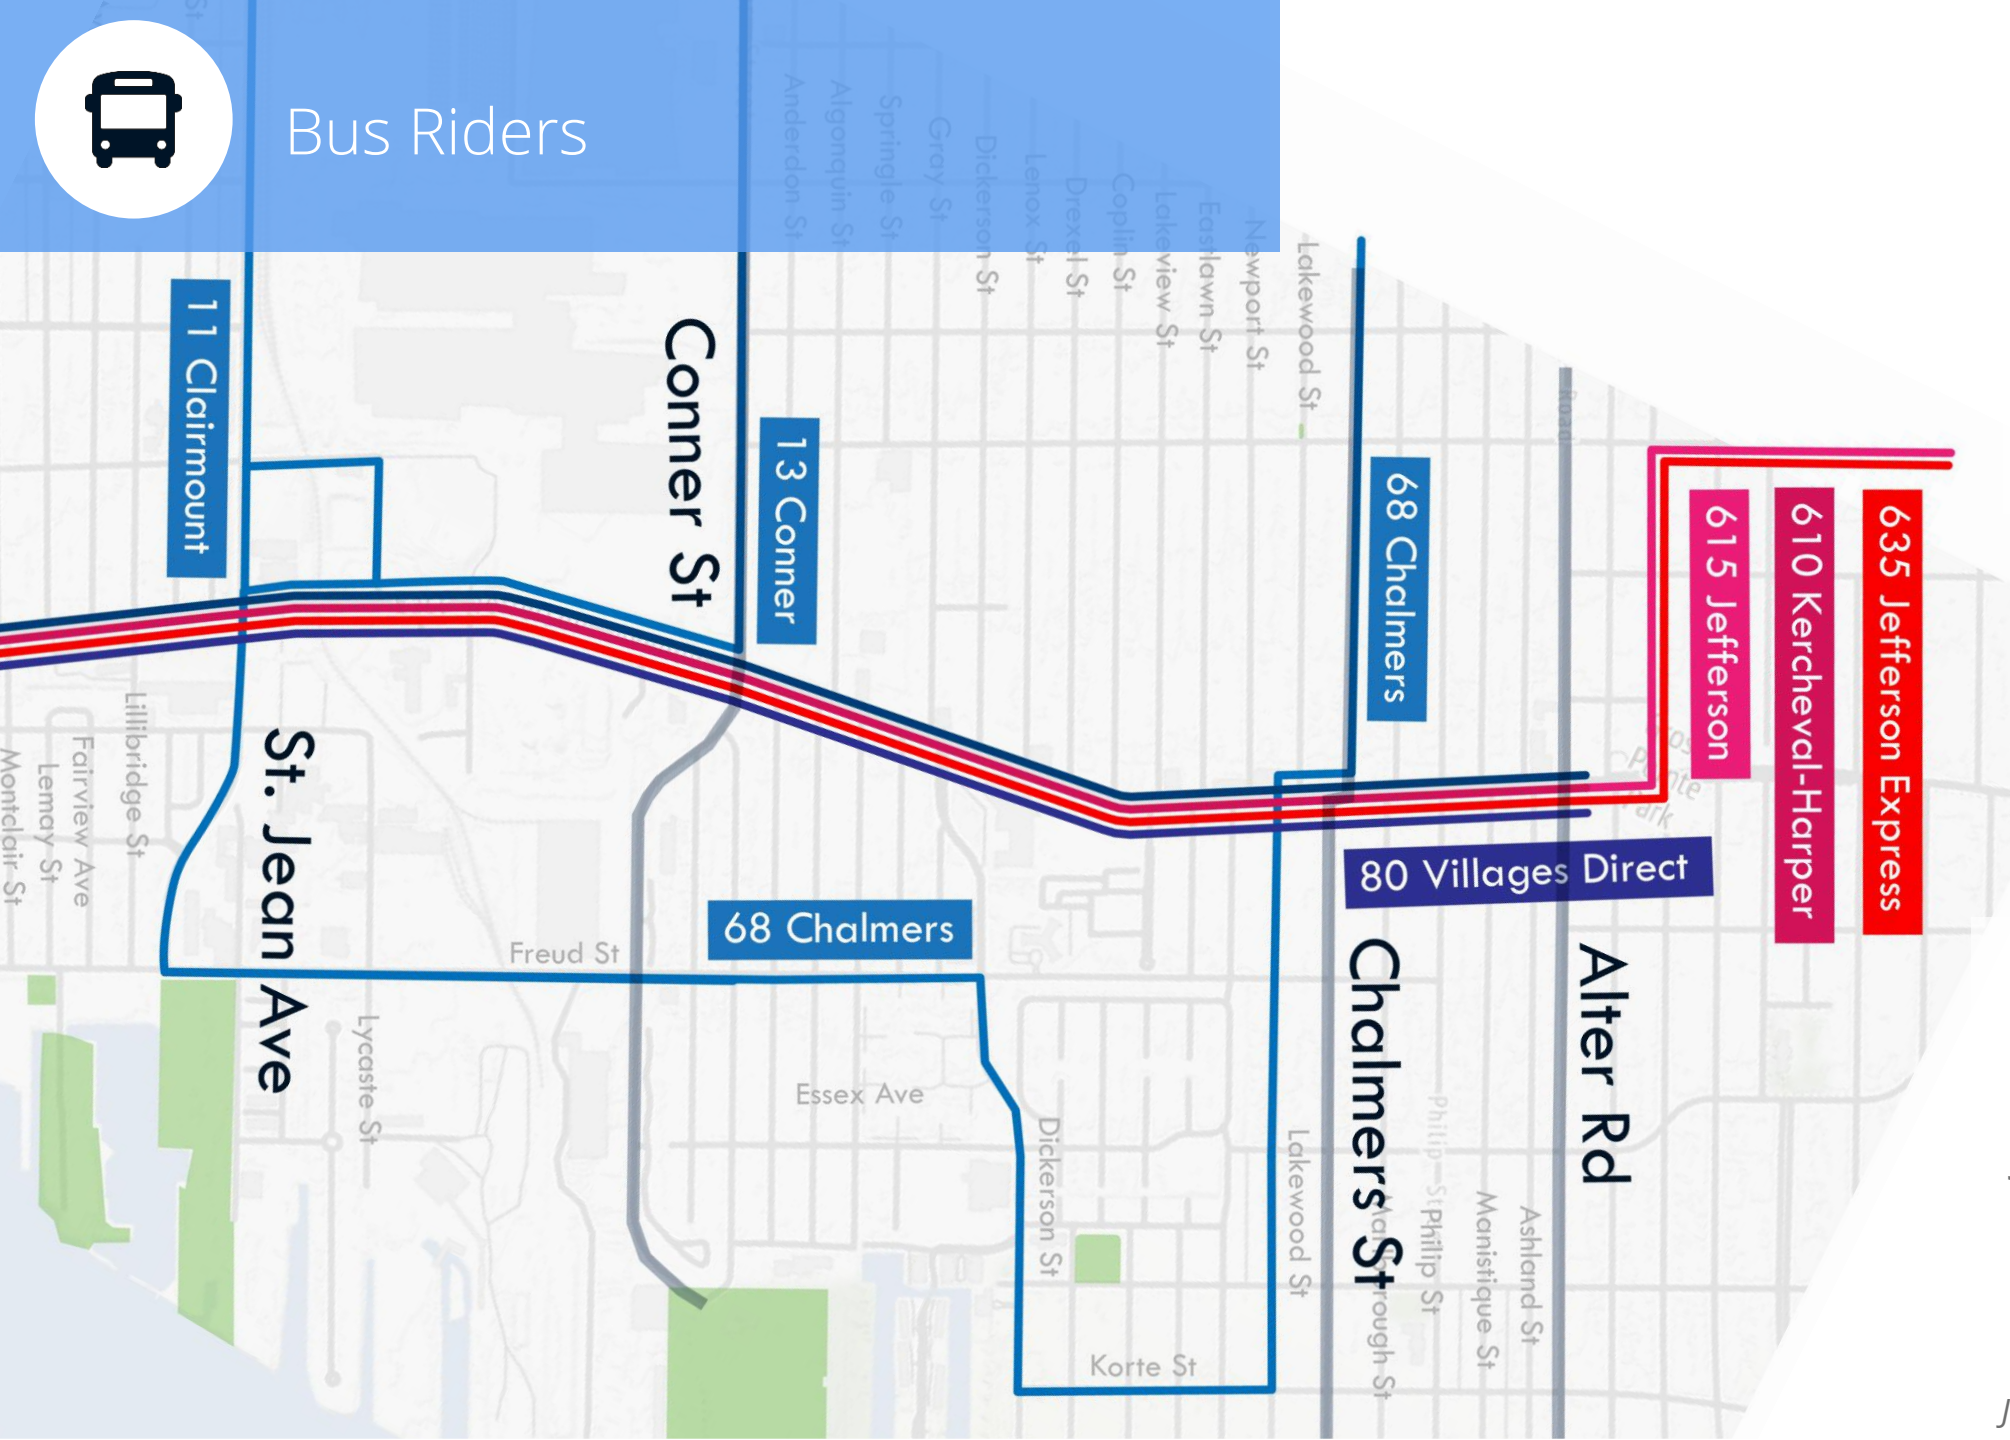 Bus Riders
Anderdon St
Algonquin St
Springle St
Gray St
Dickerson St
Lenox St
Drexel St
Coplin St
Lakeview St
Eastlawn St
Newport St
Lakewood St
11 Clairmount
Conner St
13 Conner
68 Chalmers
Road
615 Jefferson
610 Kercheval-Harper
635 Jefferson Express
80 Villages Direct
Montclair St
Lemay St
Fairview Ave
Lillibridge St
St. Jean Ave
Freud St
68 Chalmers
Chalmers St
Alter Rd
Lycaste St
Essex Ave
Dickerson St
Lakewood St
Philip St
Philip St
Manistique St
Ashland St
Korte St